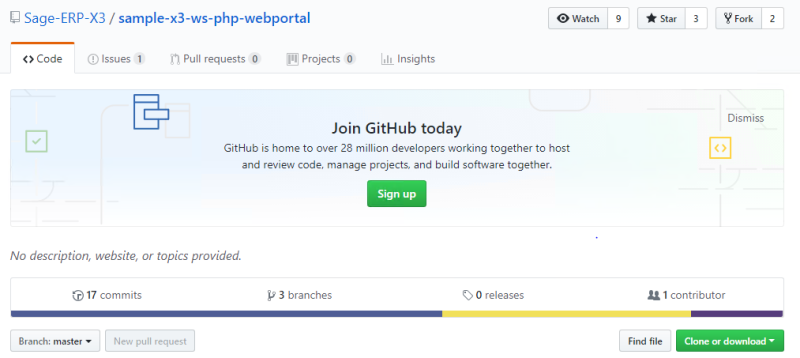 Sage-ERP-X3 / sample-x3-ws-php-webportal
Watch 9 Star 3 Fork 2
Code Issues 1 Pull requests 0 Projects 0 Insights
Dismiss
Join GitHub today
GitHub is home to over 28 million developers working together to host
and review code, manage projects, and build software together.
Sign up
No description, website, or topics provided.
17 commits 3 branches 0 releases 1 contributor
Branch: master New pull request Find file Clone or download